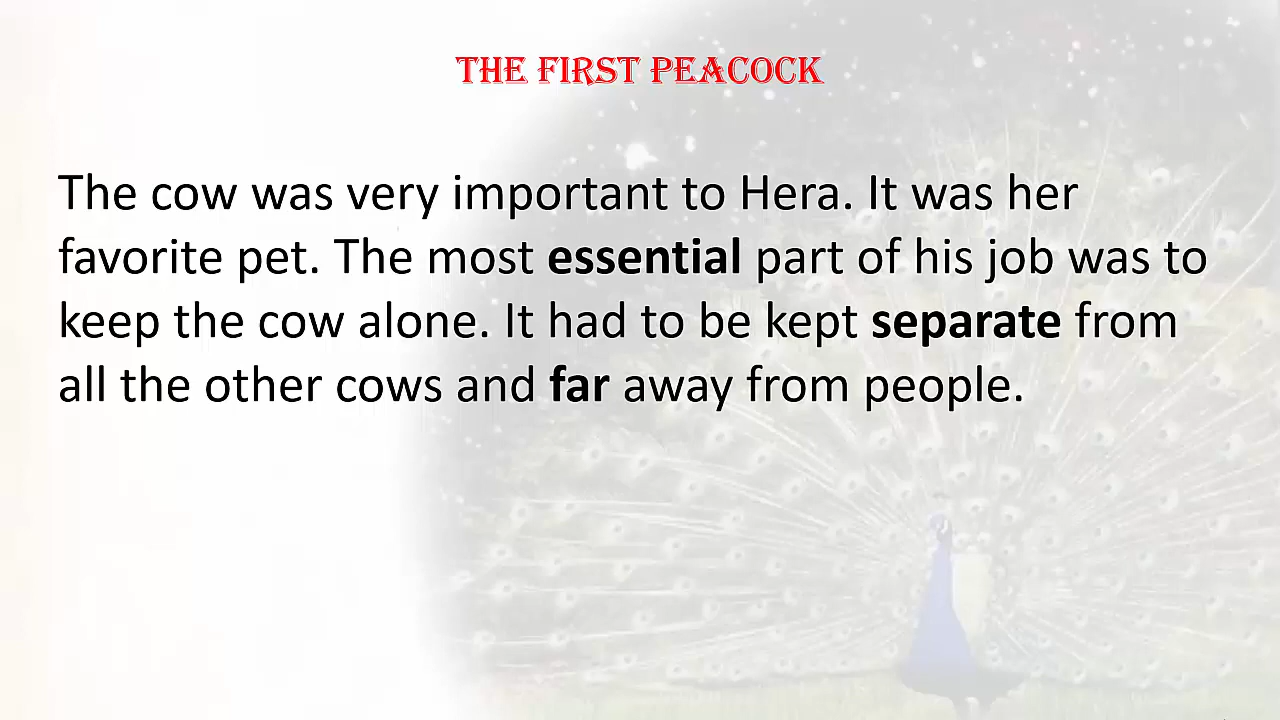 THE FIRST PEACOCK
The cow was very important to Hera. It was her
favorite pet. The most essential part of his job was to
keep the cow alone. It had to be kept separate from
all the other cows and far away from people.